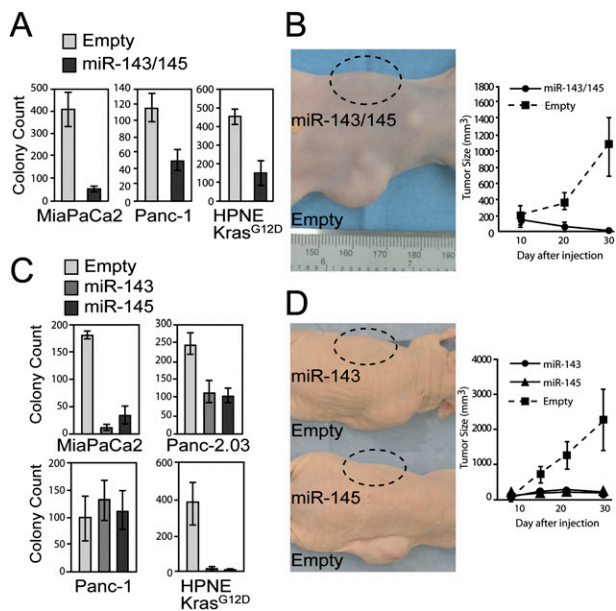 A
Empty
miR-143/145
Colony Count
500
400
300
200
100
0
MiaPaCa2
140
120
100
80
60
40
20
0
Panc-1
600
500
400
300
200
100
0
HPNE
Kras^G12D
B
miR-143/145
Empty
160 170 180 190
Tumor Size (mm³)
1800
1600
1400
1200
1000
800
600
400
200
0
miR-143/145
Empty
10 20 30
Day after injection
C
Empty
miR-143
miR-145
Colony Count
200
150
100
50
0
MiaPaCa2
300
250
200
150
100
50
0
Panc-2.03
Colony Count
200
150
100
50
0
Panc-1
600
400
200
0
HPNE
Kras^G12D
D
miR-143
Empty
miR-145
Empty
Tumor Size (mm³)
4000
3000
2000
1000
0
miR-143
miR-145
Empty
10 20 30
Day after injection